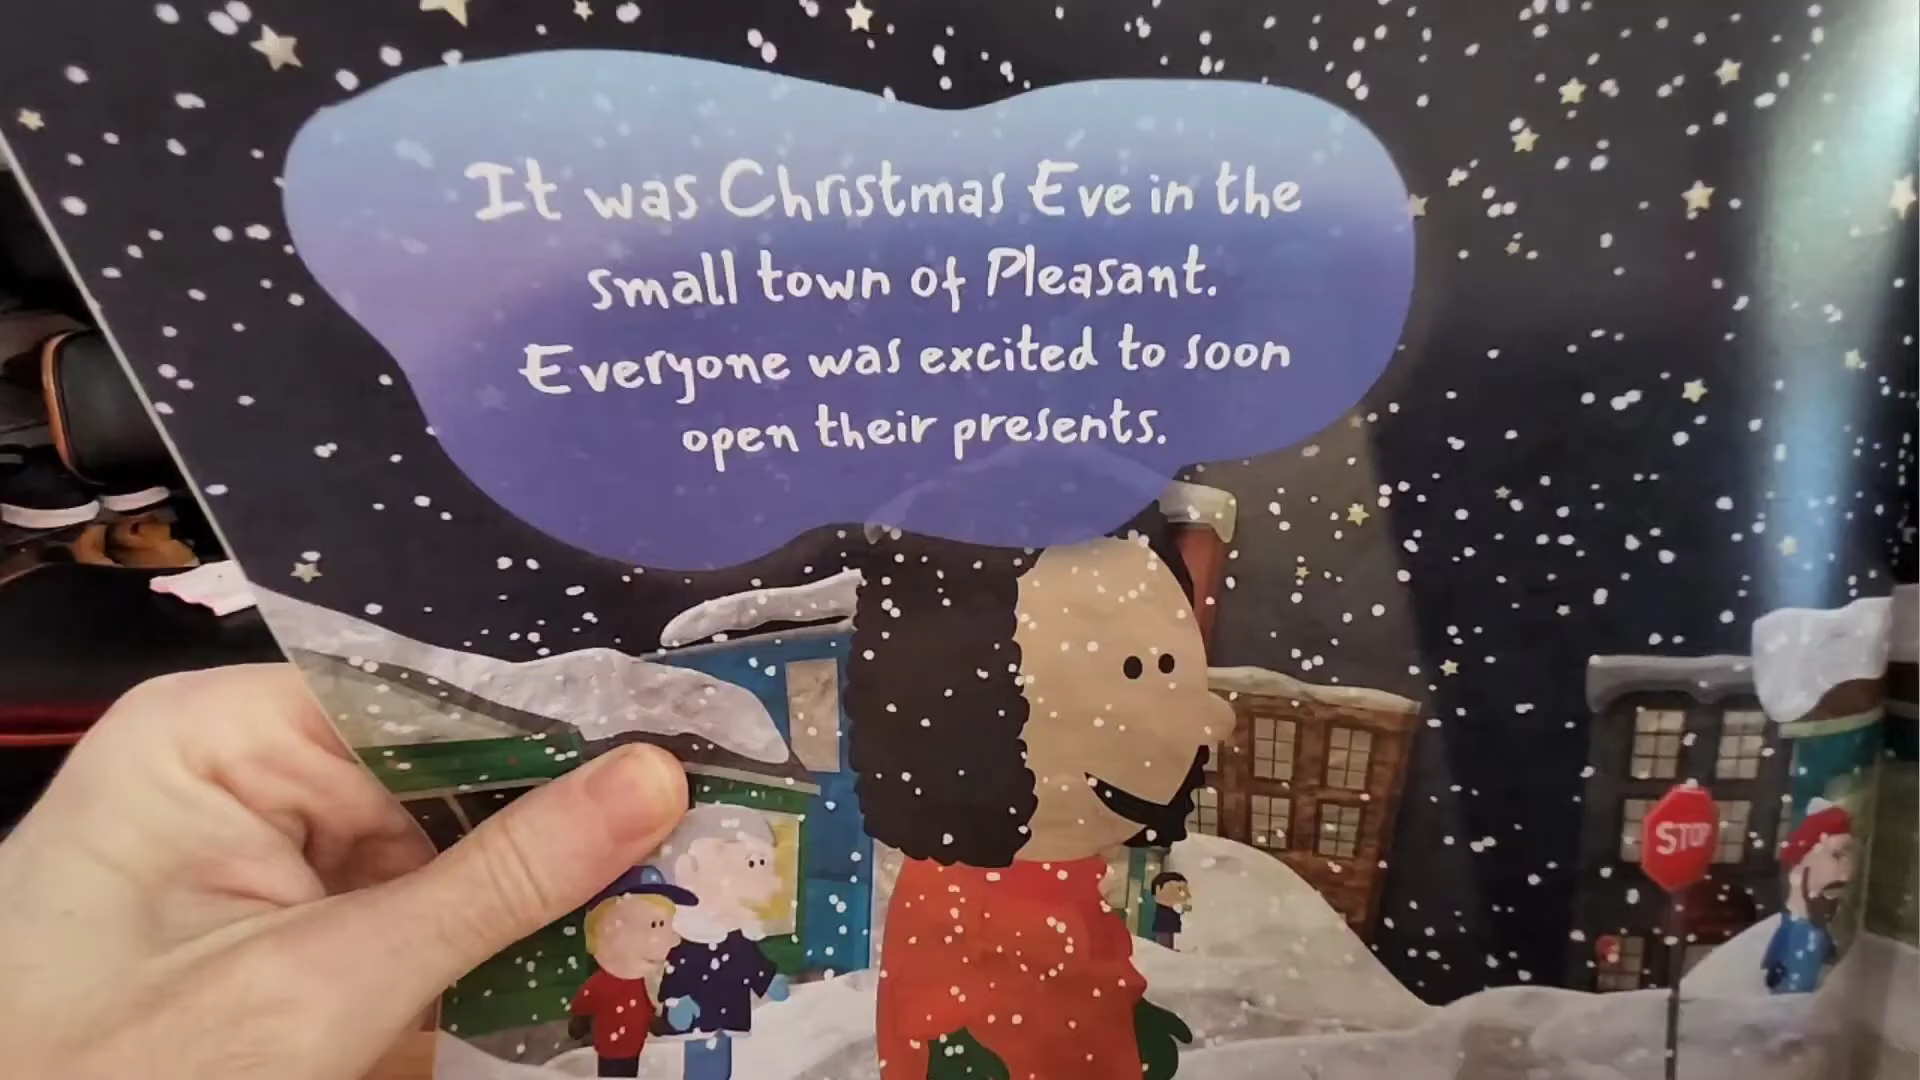 It was Christmas Eve in the
small town of Pleasant.
Everyone was excited to soon
open their presents.
STOP